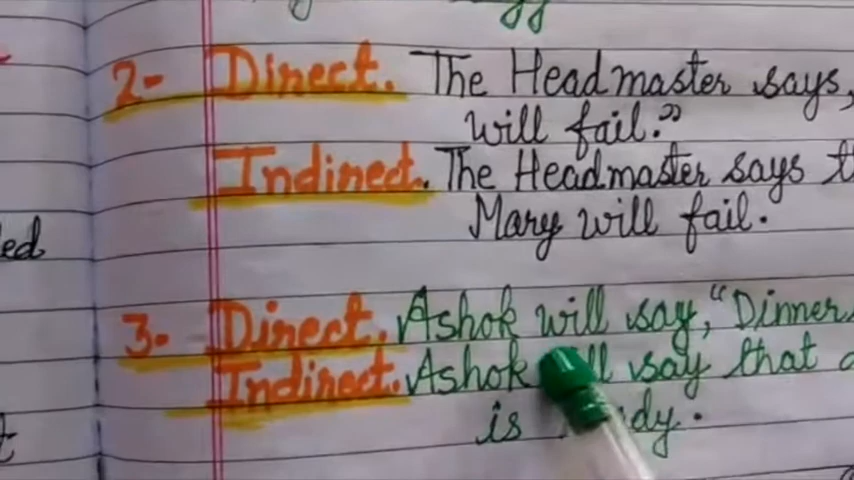 2- Direct. The Headmaster says,
will fail."
Indirect. The Headmaster says
Mary will fail.
ded
3- Direct. Ashok will say, "Dinner
Indirect. Ashok say that
is